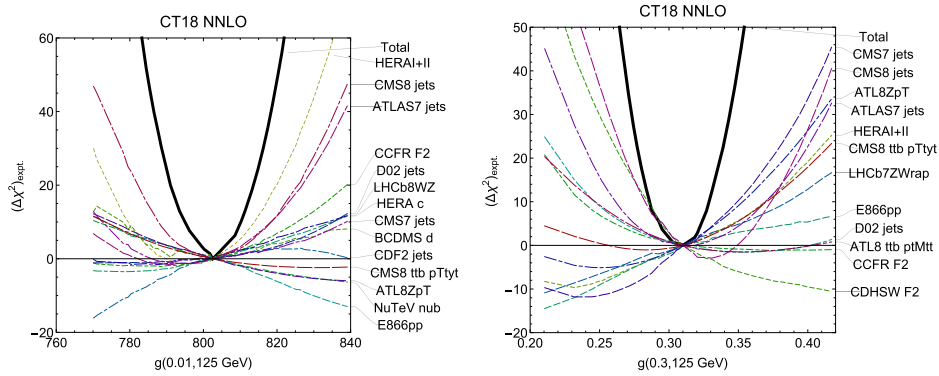 CT18 NNLO
60
40
20
0
−20
760
780
800
820
840
(Δχ²)expt.
g(0.01,125 GeV)
Total
HERAI+II
CMS8 jets
ATLAS7 jets
CCFR F2
D02 jets
LHCb8WZ
HERA c
CMS7 jets
BCDMS d
CDF2 jets
CMS8 ttb pTtyt
ATL8ZpT
NuTeV nub
E866pp
CT18 NNLO
50
40
30
20
10
0
−10
−20
0.20
0.25
0.30
0.35
0.40
(Δχ²)expt.
g(0.3,125 GeV)
Total
CMS7 jets
CMS8 jets
ATL8ZpT
ATLAS7 jets
HERAI+II
CMS8 ttb pTtyt
LHCb7ZWrap
E866pp
D02 jets
ATL8 ttb ptMtt
CCFR F2
CDHSW F2